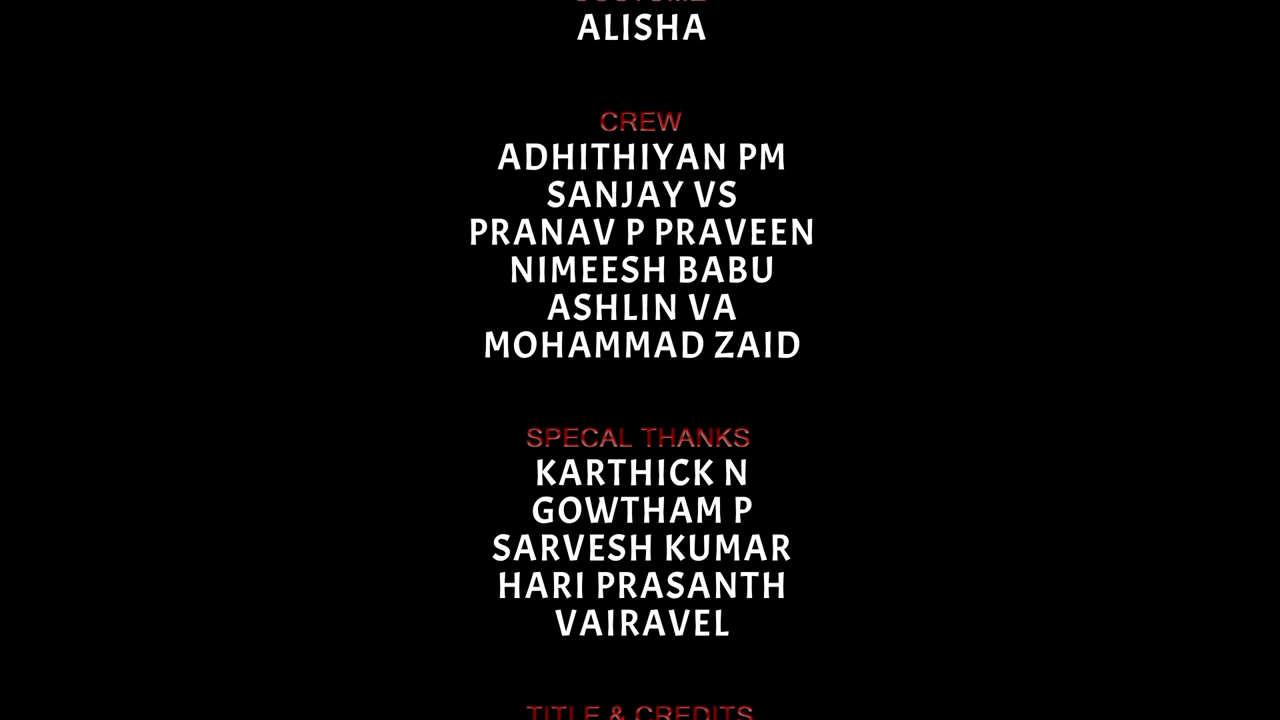 COSTUME
ALISHA
CREW
ADHITHIYAN PM
SANJAY VS
PRANAV P PRAVEEN
NIMEESH BABU
ASHLIN VA
MOHAMMAD ZAID
SPECAL THANKS
KARTHICK N
GOWTHAM P
SARVESH KUMAR
HARI PRASANTH
VAIRAVEL
TITLE & CREDITS